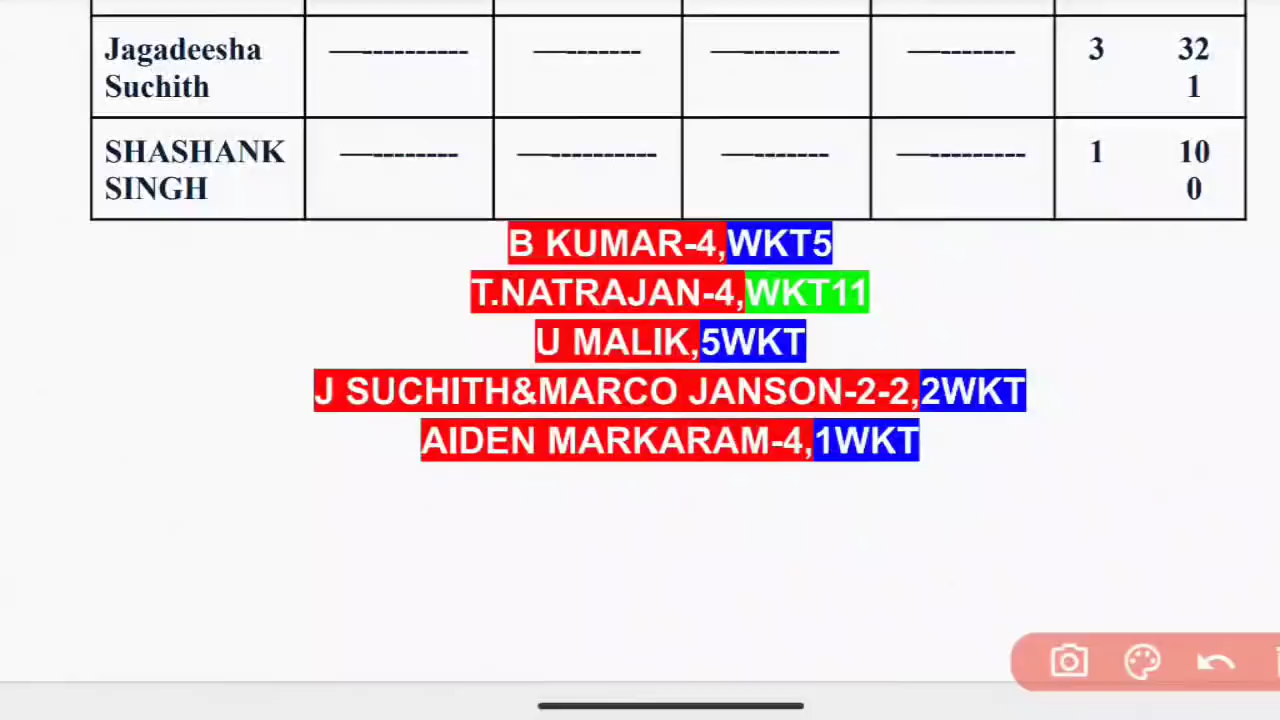 Jagadeesha Suchith —----------- —------- —---------- —-------- 3 32 1
SHASHANK SINGH —-------- —---------- —------- —--------- 1 10 0
B KUMAR-4,WKT5
T.NATRAJAN-4,WKT11
U MALIK,5WKT
J SUCHITH&MARCO JANSON-2-2,2WKT
AIDEN MARKARAM-4,1WKT